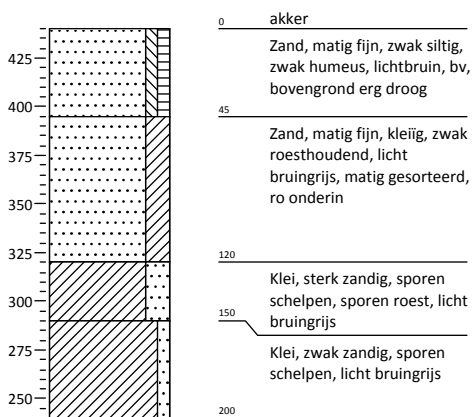 0 akker
Zand, matig fijn, zwak siltig,
zwak humeus, lichtbruin, bv,
bovengrond erg droog
45
Zand, matig fijn, kleiïg, zwak
roesthoudend, licht
bruingrijs, matig gesorteerd,
ro onderin
120
Klei, sterk zandig, sporen
schelpen, sporen roest, licht
bruingrijs
150
Klei, zwak zandig, sporen
schelpen, licht bruingrijs
200
425
400
375
350
325
300
275
250